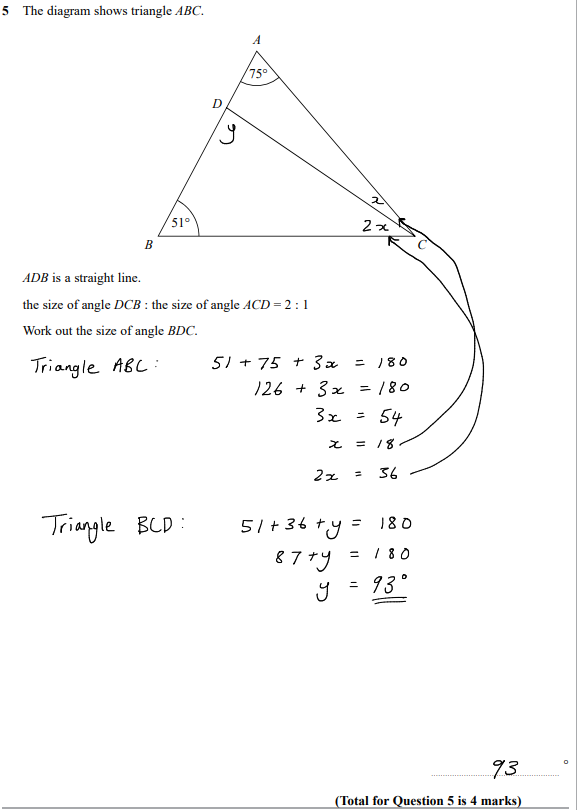 5 The diagram shows triangle ABC.
A
75°
D
y
x
51°
2x
B
C
ADB is a straight line.
the size of angle DCB : the size of angle ACD = 2 : 1
Work out the size of angle BDC.
Triangle ABC: 51 + 75 + 3x = 180
126 + 3x = 180
3x = 54
x = 18
2x = 36
Triangle BCD: 51 + 36 + y = 180
87 + y = 180
y = 93°
93 °
(Total for Question 5 is 4 marks)